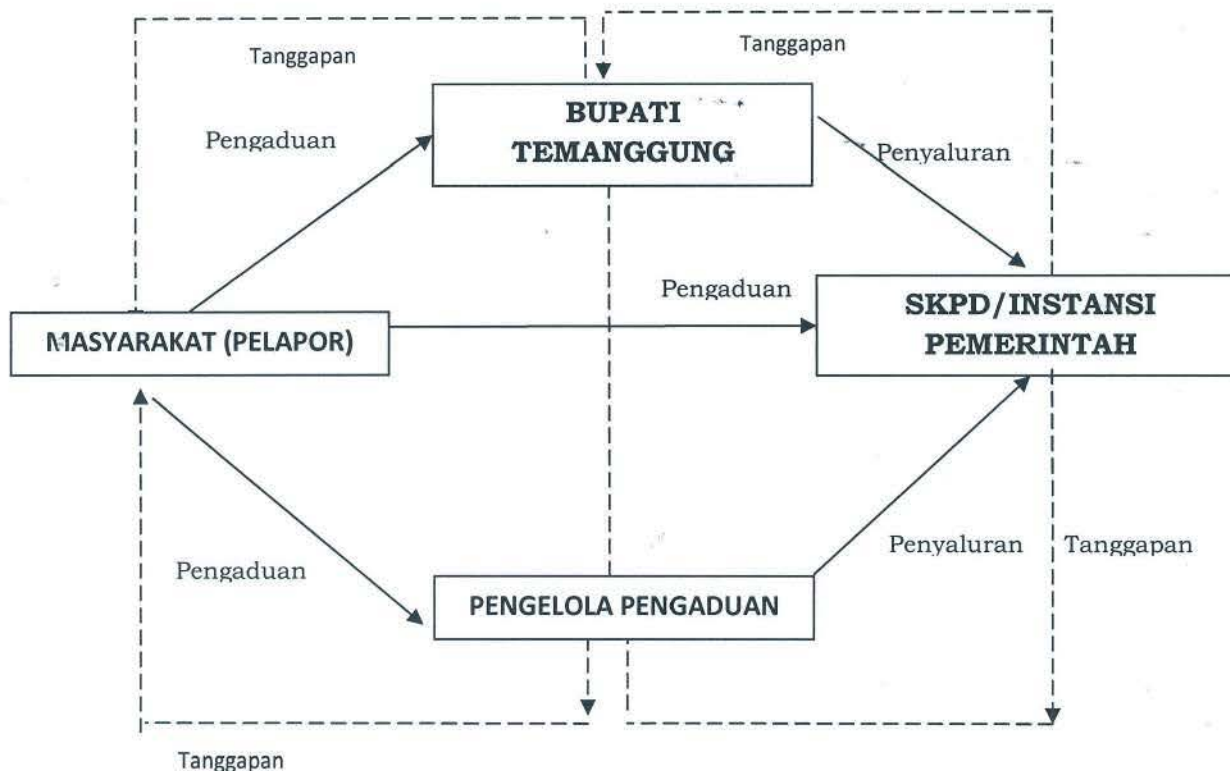 Tanggapan
Tanggapan
BUPATI
TEMANGGUNG
Pengaduan
Penyaluran
Pengaduan
SKPD/INSTANSI
PEMERINTAH
MASYARAKAT (PELAPOR)
Pengaduan
Penyaluran
Tanggapan
PENGELOLA PENGADUAN
Tanggapan